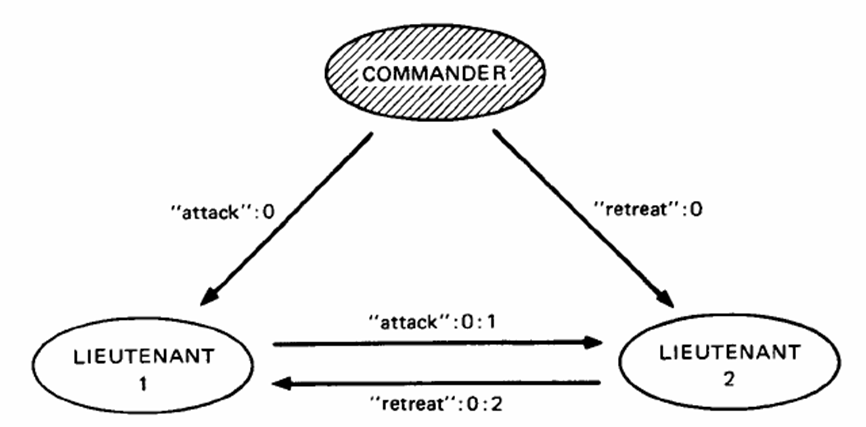 COMMANDER
"attack":0
"retreat":0
"attack":0:1
LIEUTENANT
1
LIEUTENANT
2
"retreat":0:2